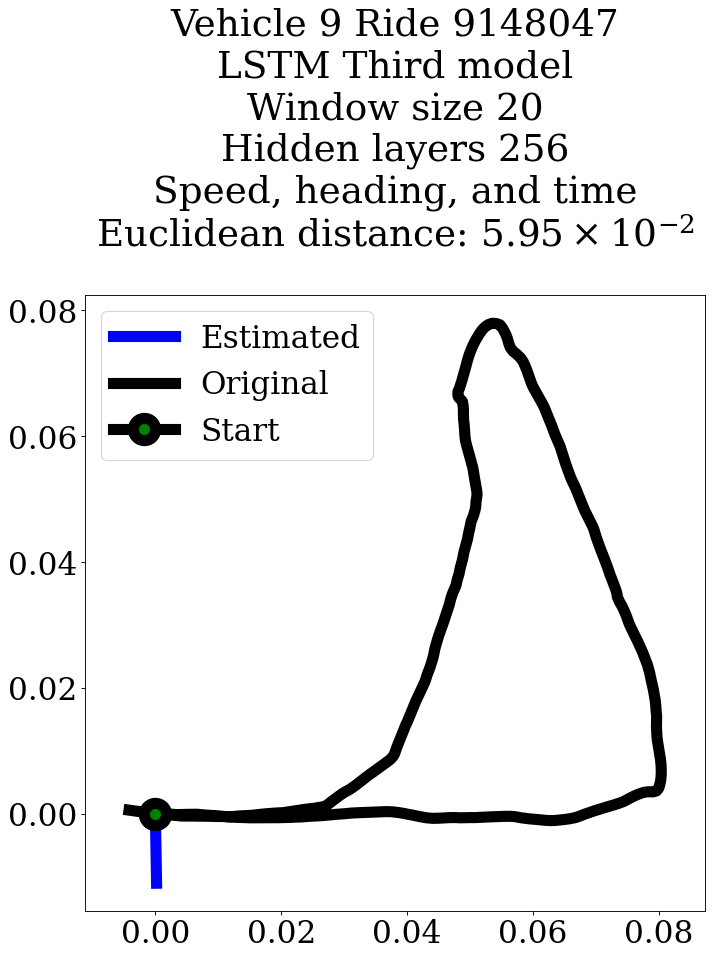 Vehicle 9 Ride 9148047
LSTM Third model
Window size 20
Hidden layers 256
Speed, heading, and time
Euclidean distance: 5.95 × 10⁻²
0.08
0.06
0.04
0.02
0.00
Estimated
Original
Start
0.00 0.02 0.04 0.06 0.08